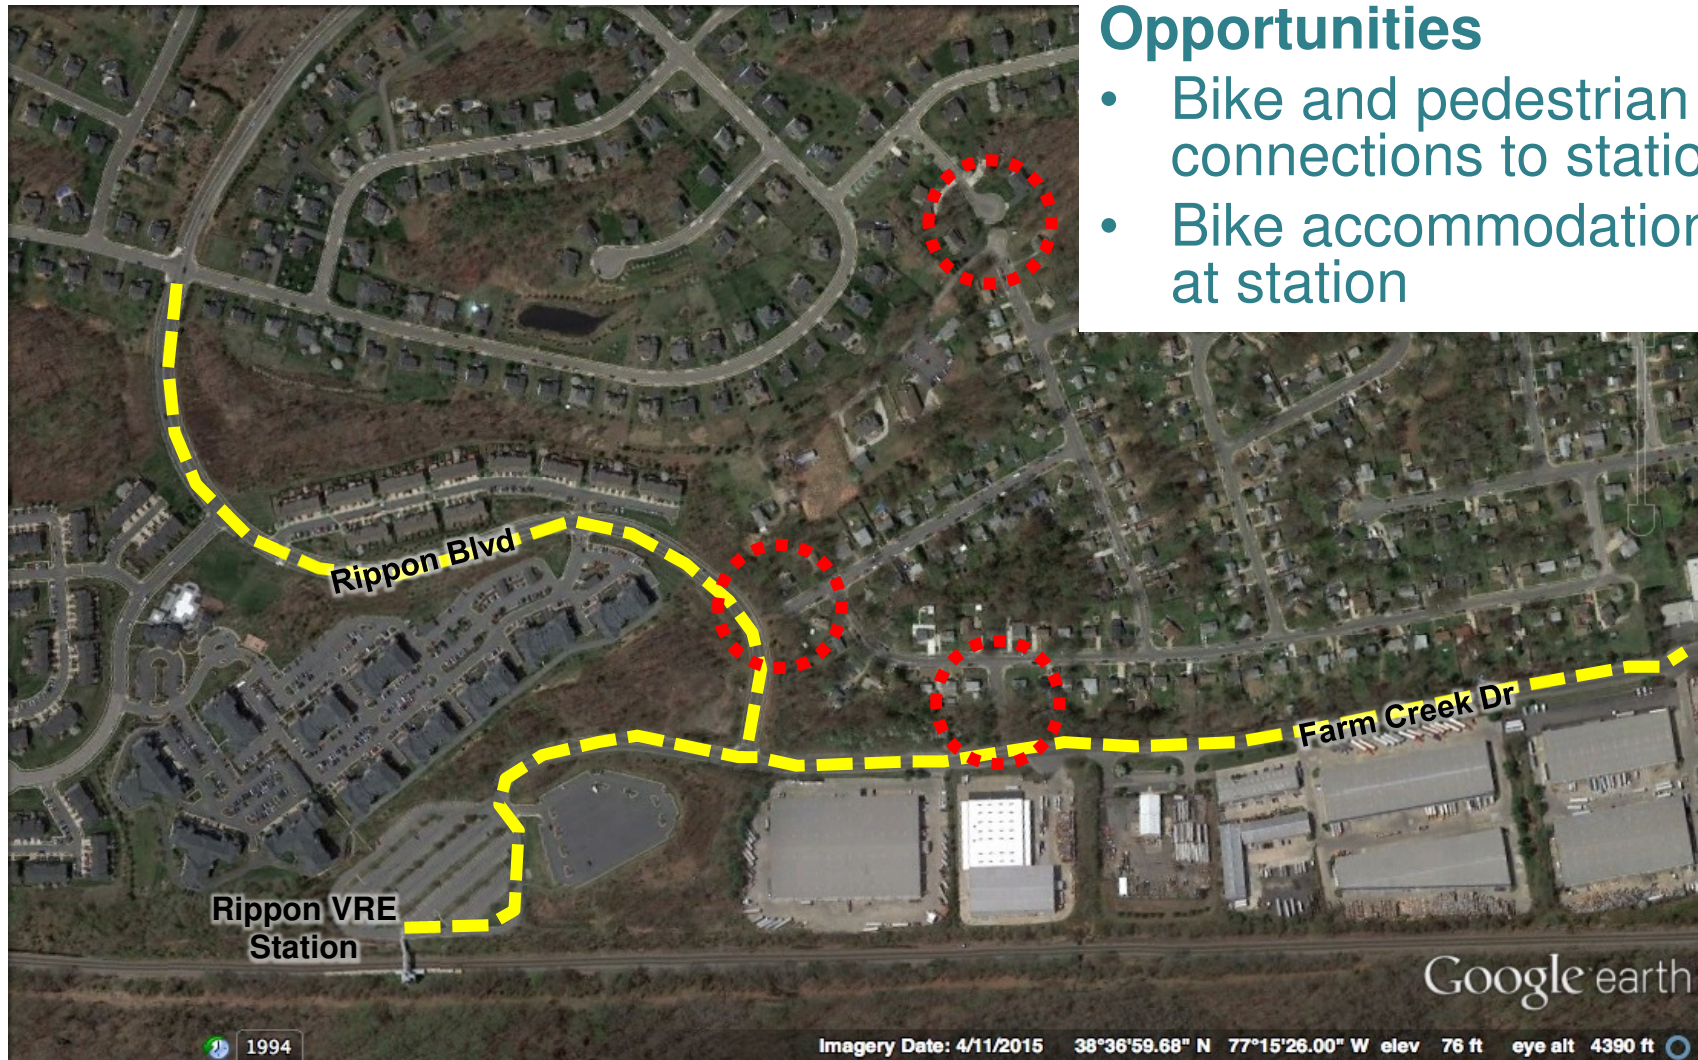 Opportunities
• Bike and pedestrian
connections to static
• Bike accommodation
at station
Rippon Blvd
Farm Creek Dr
Rippon VRE
Station
Google earth
1994
Imagery Date: 4/11/2015 38°36'59.68" N 77°15'26.00" W elev 76 ft eye alt 4390 ft